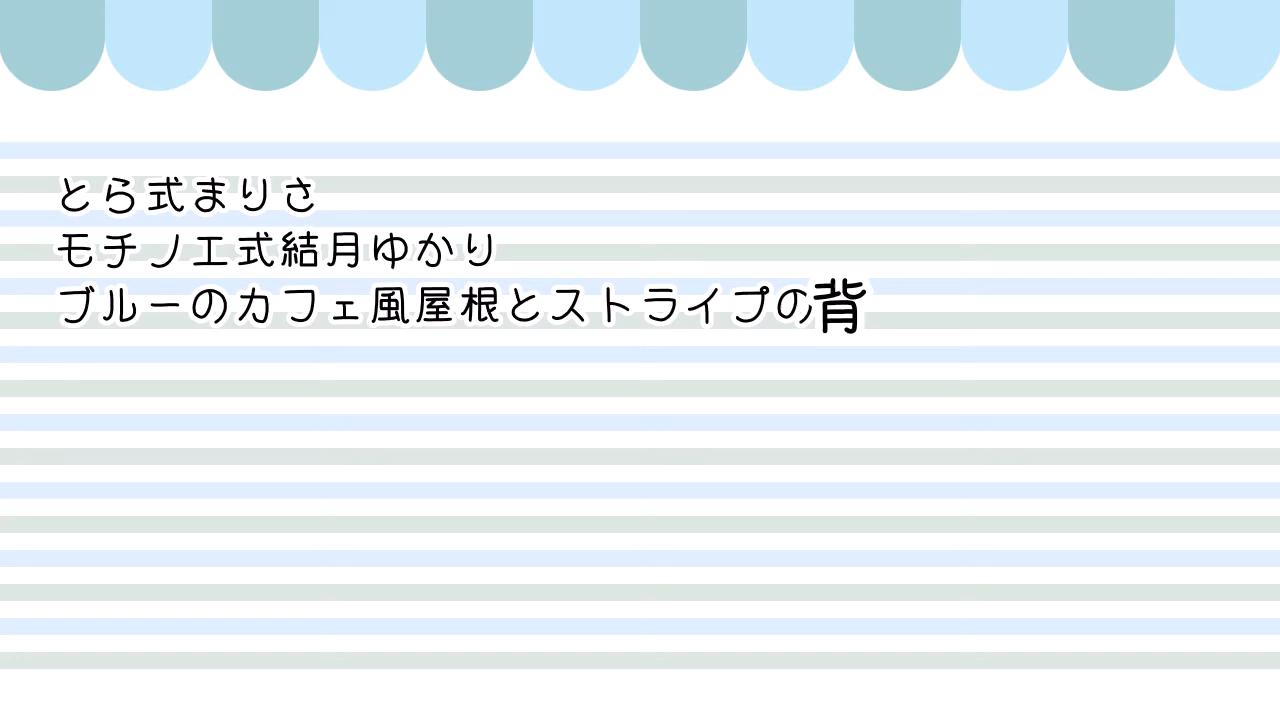 とら式まりさ
モチノエ式結月ゆかり
ブルーのカフェ風屋根とストライプの背